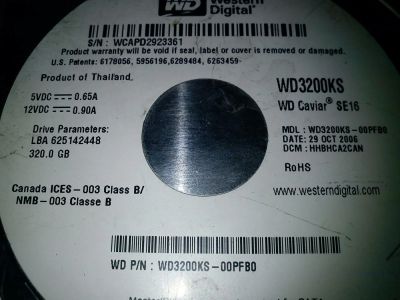 WD Western
Digital®
S/N: WCAPD2923361
Product warranty will be void if seal, label or cover is removed or damaged.
U.S. Patents: 6178056, 5956196,6289484, 6263459·
Product of Thailand.
5VDC 0.65A
12VDC 0.90A
Drive Parameters:
LBA 625142448
320.0 GB
WD3200KS
WD Caviar® SE16
MDL: WD3200KS-00PFB0
DATE: 29 OCT 2006
DCM: HHBHCA2CAN
RoHS
Canada ICES-003 Class B/
NMB-003 Classe B
www.westerndigital.com
WD P/N: WD3200KS-00PFB0